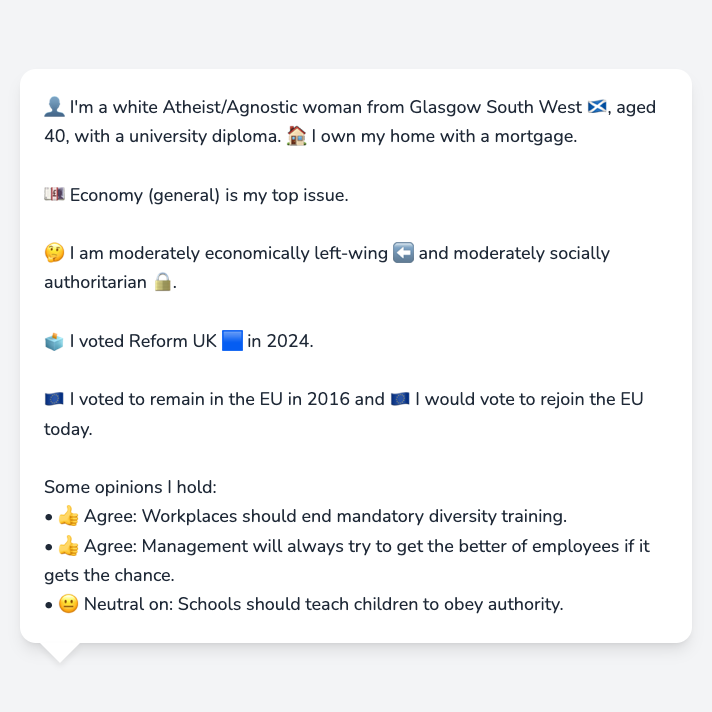 👤 I'm a white Atheist/Agnostic woman from Glasgow South West 🏴󠁧󠁢󠁳󠁣󠁴󠁿, aged
40, with a university diploma. 🏠 I own my home with a mortgage.
💷 Economy (general) is my top issue.
🤔 I am moderately economically left-wing ⬅️ and moderately socially
authoritarian 🔒.
🗳️ I voted Reform UK 🟦 in 2024.
🇪🇺 I voted to remain in the EU in 2016 and 🇪🇺 I would vote to rejoin the EU
today.
Some opinions I hold:
• 👍 Agree: Workplaces should end mandatory diversity training.
• 👍 Agree: Management will always try to get the better of employees if it
gets the chance.
• 😐 Neutral on: Schools should teach children to obey authority.